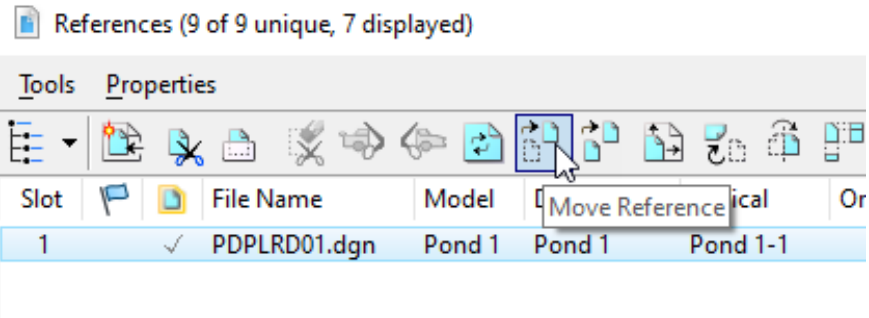 References (9 of 9 unique, 7 displayed)
Tools Properties
Slot File Name Model Move Reference ical Or
1 PDPLRD01.dgn Pond 1 Pond 1 Pond 1-1